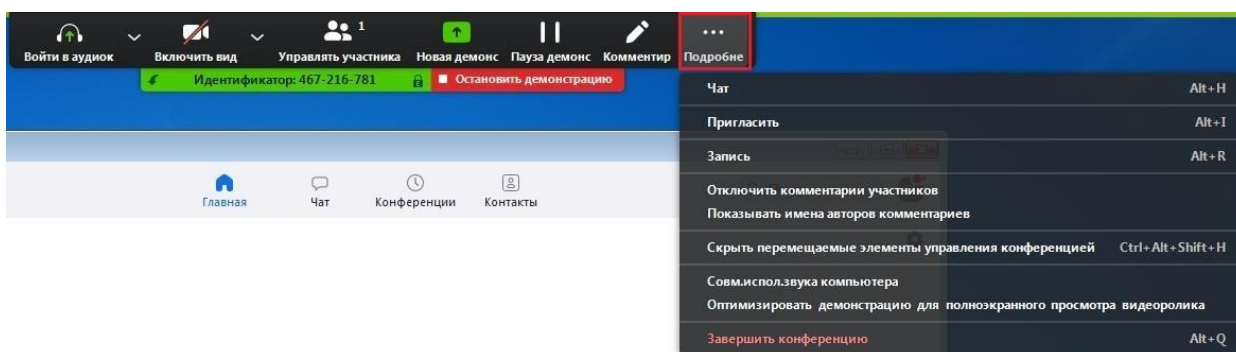 1
Войти в аудиок Включить вид Управлять участника Новая демонс Пауза демонс Комментир Подробне
Идентификатор: 467-216-781 Остановить демонстрацию
Чат Alt+H
Пригласить Alt+I
Запись Alt+R
Главная Чат Конференции Контакты
Отключить комментарии участников
Показывать имена авторов комментариев
Скрыть перемещаемые элементы управления конференцией Ctrl+Alt+Shift+H
Совм.испол.звука компьютера
Оптимизировать демонстрацию для полноэкранного просмотра видеоролика
Завершить конференцию Alt+Q